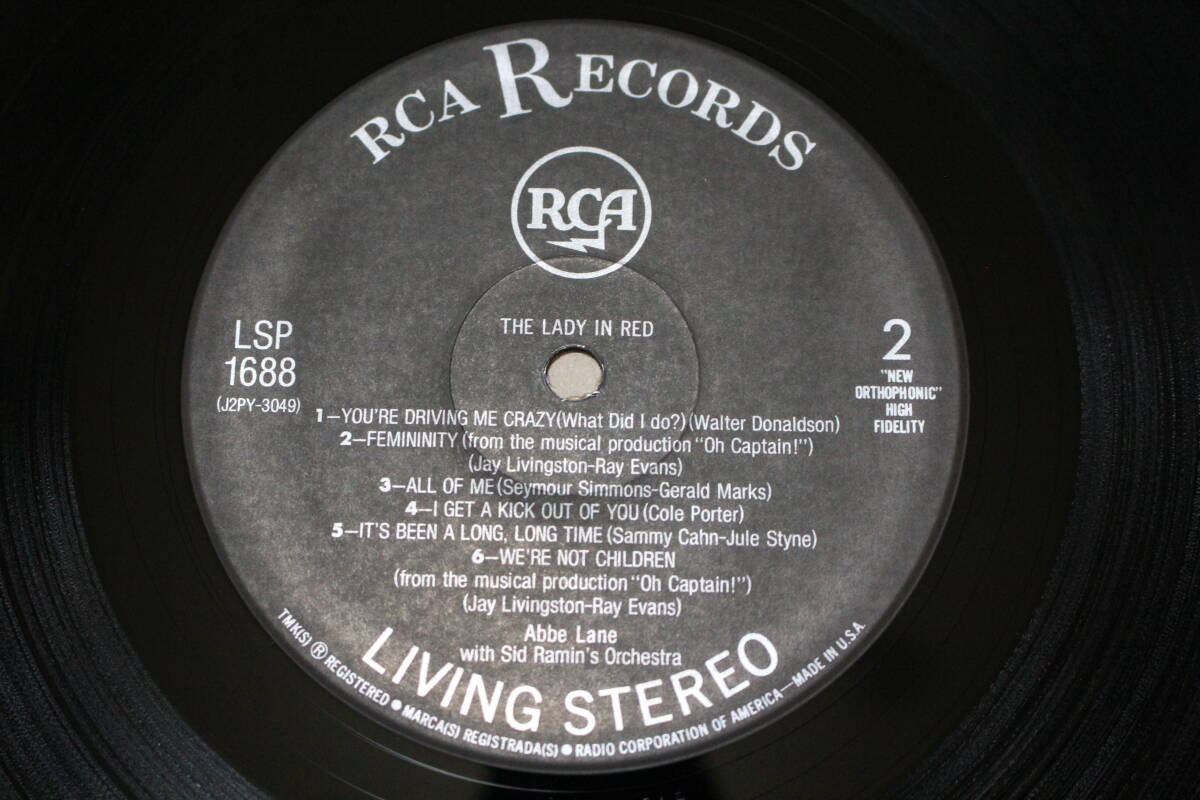 RCA RECORDS
RCA
THE LADY IN RED
LSP
1688
(J2PY-3049)
2
"NEW
ORTHOPHONIC"
HIGH
FIDELITY
1—YOU'RE DRIVING ME CRAZY(What Did I do?)(Walter Donaldson)
2—FEMININITY (from the musical production "Oh Captain!")
(Jay Livingston-Ray Evans)
3—ALL OF ME (Seymour Simmons-Gerald Marks)
4—I GET A KICK OUT OF YOU (Cole Porter)
5—IT'S BEEN A LONG, LONG TIME (Sammy Cahn-Jule Styne)
6—WE'RE NOT CHILDREN
(from the musical production "Oh Captain!")
(Jay Livingston-Ray Evans)
Abbe Lane
with Sid Ramin's Orchestra
LIVING STEREO
TMK(S) ® REGISTERED ● MARCA(S) REGISTRADA(S) ● RADIO CORPORATION OF AMERICA—MADE IN U.S.A.